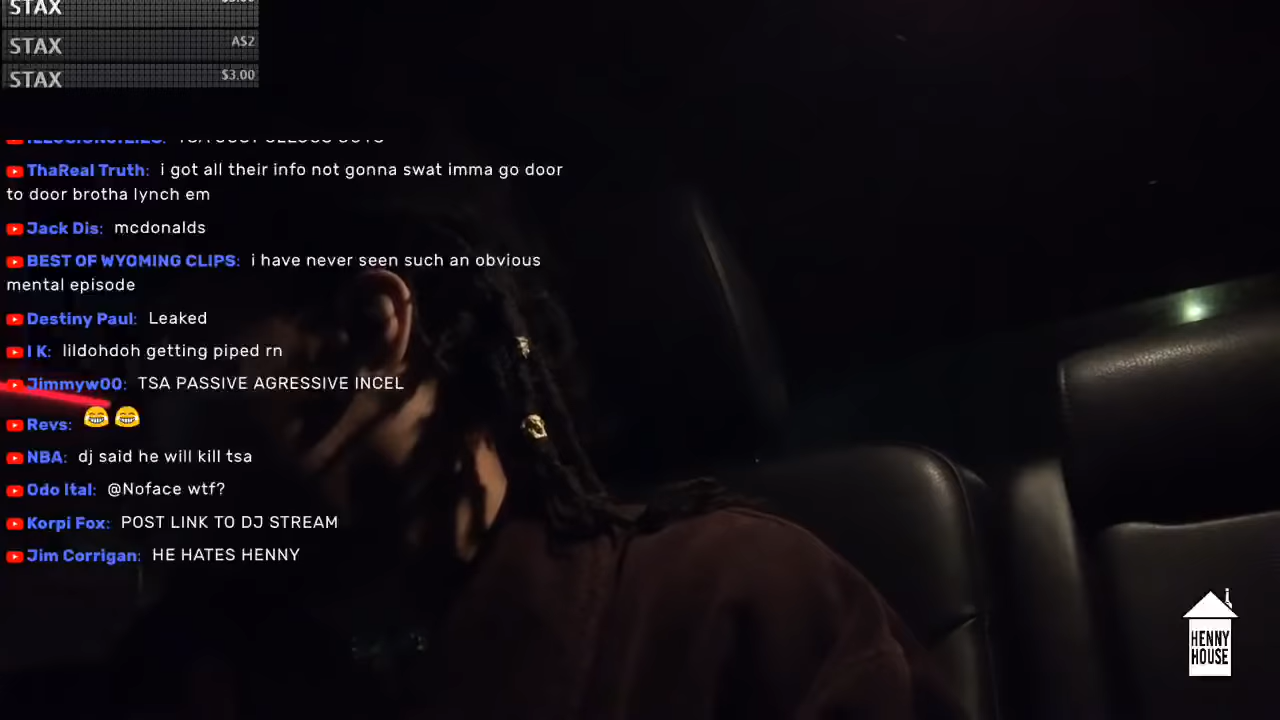 STAX $3.00
STAX A$2
STAX $3.00
ThaReal Truth: i got all their info not gonna swat imma go door
to door brotha lynch em
Jack Dis: mcdonalds
BEST OF WYOMING CLIPS: i have never seen such an obvious
mental episode
Destiny Paul: Leaked
I K: lildohdoh getting piped rn
Jimmyw00: TSA PASSIVE AGRESSIVE INCEL
Revs: 😂 😂
NBA: dj said he will kill tsa
Odo Ital: @Noface wtf?
Korpi Fox: POST LINK TO DJ STREAM
Jim Corrigan: HE HATES HENNY
HENNY
HOUSE